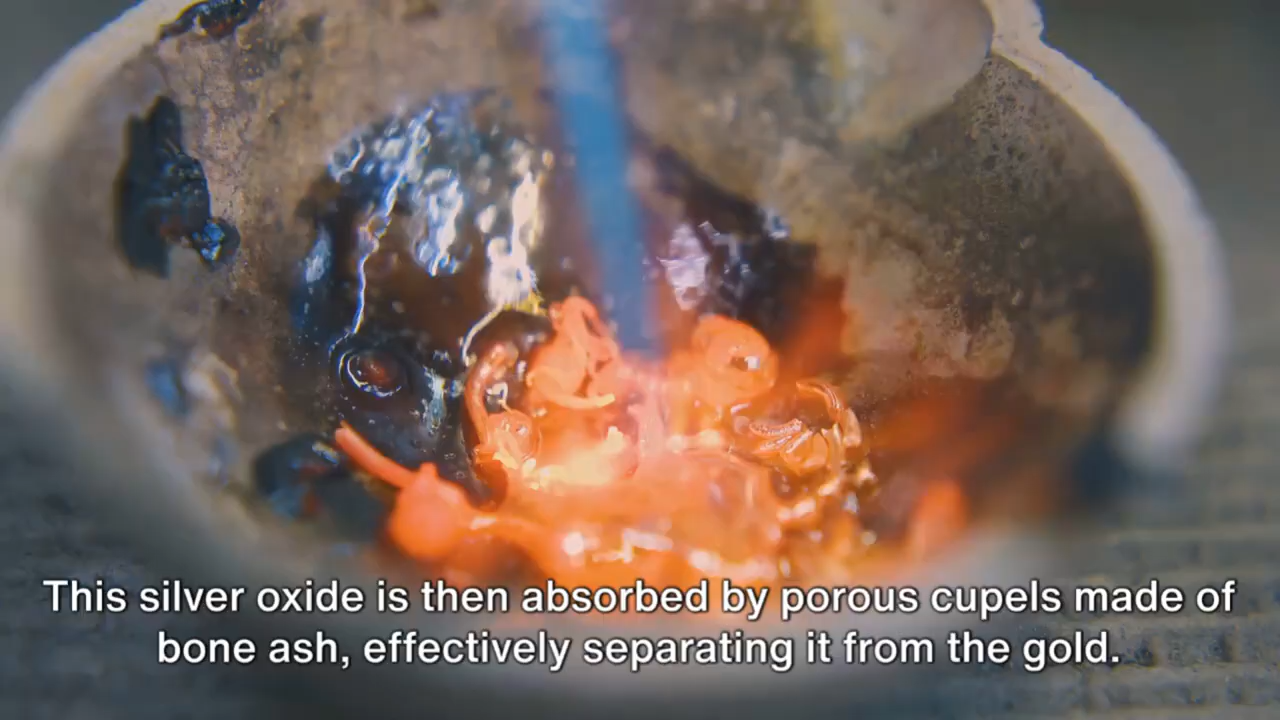 This silver oxide is then absorbed by porous cupels made of
bone ash, effectively separating it from the gold.